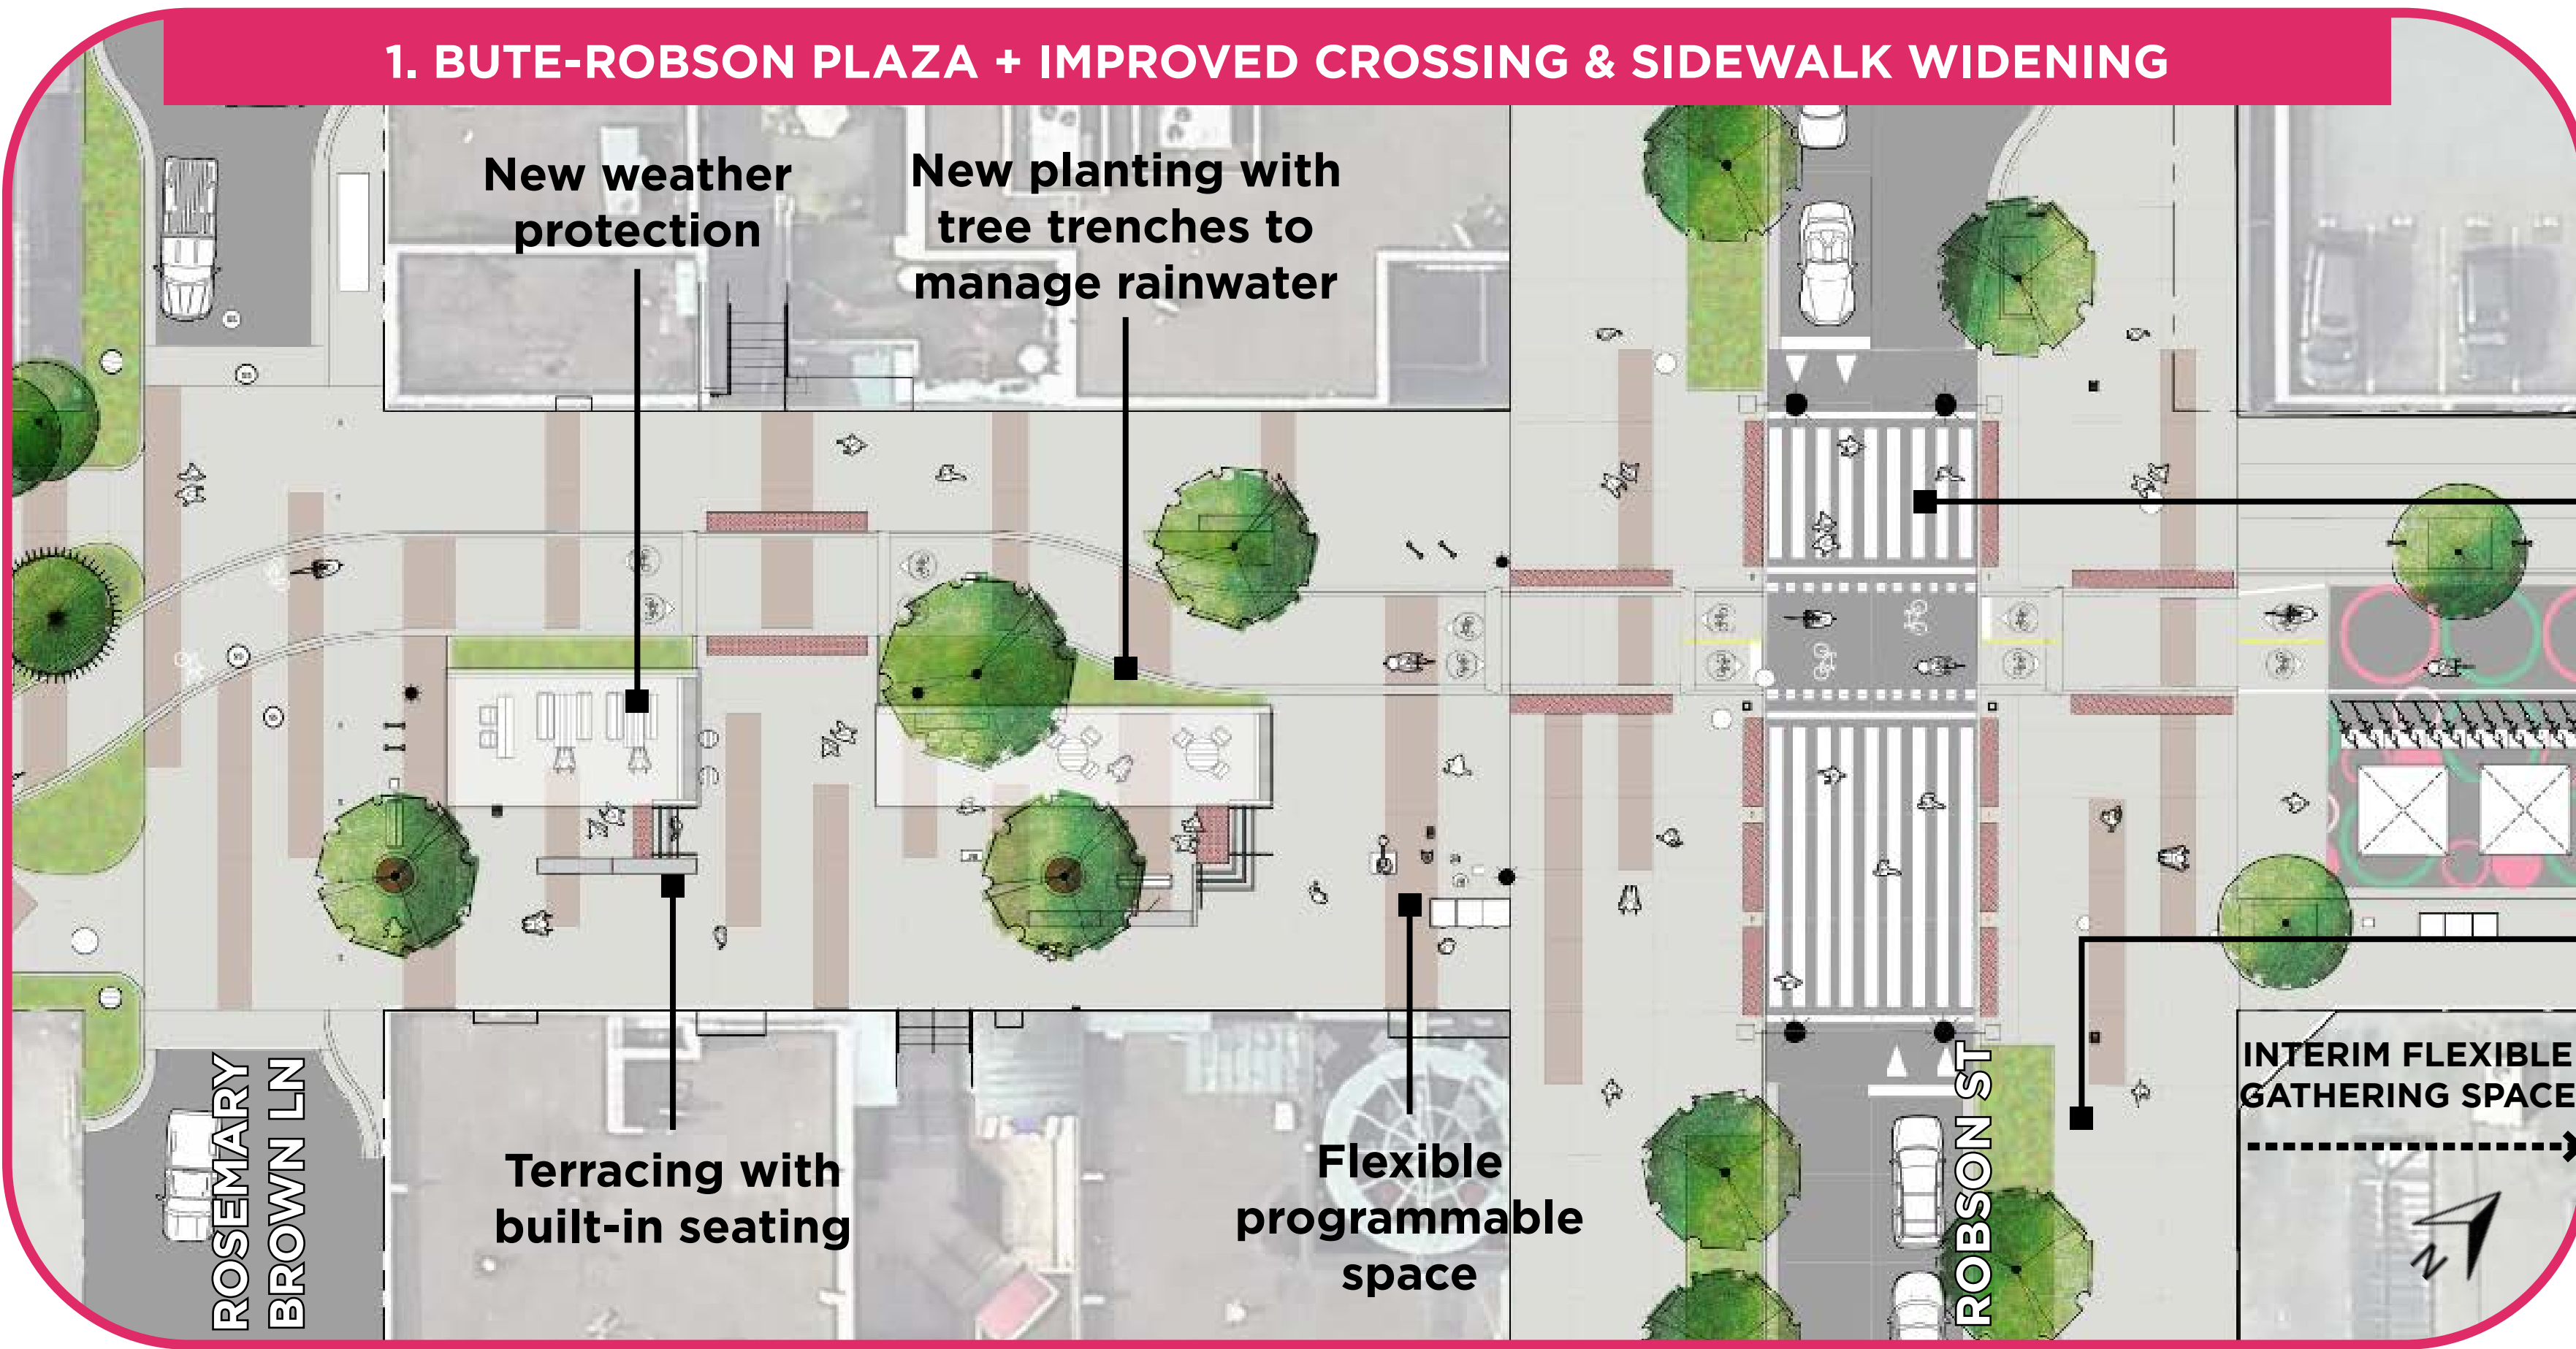 1. BUTE-ROBSON PLAZA + IMPROVED CROSSING & SIDEWALK WIDENING
New weather
protection
New planting with
tree trenches to
manage rainwater
Terracing with
built-in seating
Flexible
programmable
space
ROSEMARY
BROWN LN
ROBSON ST
INTERIM FLEXIBLE
GATHERING SPACE
N